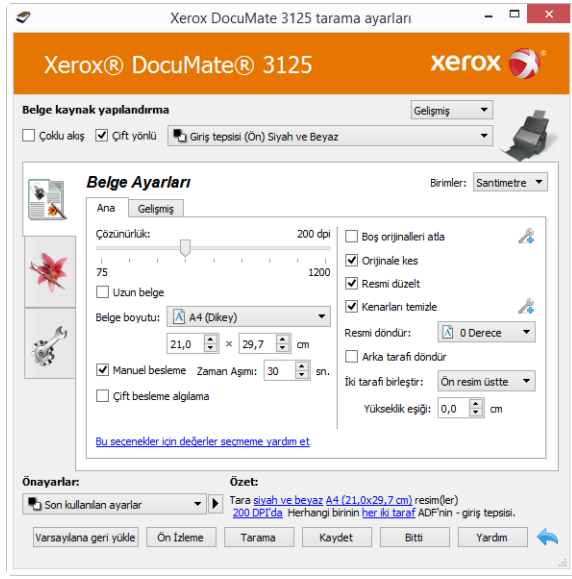 Xerox DocuMate 3125 tarama ayarları
Xerox® DocuMate® 3125
xerox
Belge kaynak yapılandırma
Gelişmiş
Çoklu akış
Çift yönlü
Giriş tepsisi (Ön) Siyah ve Beyaz
Belge Ayarları
Birimler: Santimetre
Ana
Gelişmiş
Çözünürlük: 200 dpi
75 1200
Uzun belge
Belge boyutu: A4 (Dikey)
21,0 × 29,7 cm
Manuel besleme Zaman Aşımı: 30 sn.
Çift besleme algılama
Bu seçenekler için değerler seçmeme yardım et
Boş orijinalleri atla
Orijinale kes
Resmi düzelt
Kenarları temizle
Resmi döndür: 0 Derece
Arka tarafı döndür
İki tarafı birleştir: Ön resim üstte
Yükseklik eşiği: 0,0 cm
Önayarlar:
Son kullanılan ayarlar
Özet:
Tara siyah ve beyaz A4 (21,0x29,7 cm) resim(ler)
200 DPI'da Herhangi birinin her iki taraf ADF'nin - giriş tepsisi.
Varsayılana geri yükle
Ön İzleme
Tarama
Kaydet
Bitti
Yardım